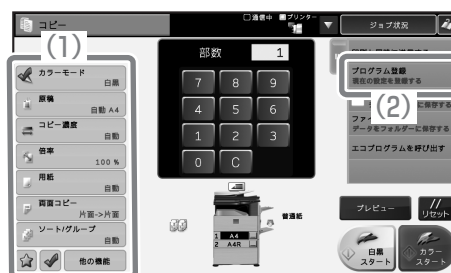 コピー
通信中
プリンター
ジョブ状況
(1)
カラーモード
白黒
原稿
自動 A4
コピー濃度
自動
倍率
100 %
用紙
自動
両面コピー
片面->片面
ソート/グループ
自動
他の機能
部数
1
7 8 9
4 5 6
1 2 3
0 C
1 A4
2 A4R
普通紙
プログラム登録
現在の設定を登録する
(2)
に保存する
ファイ
データをフォルダーに保存する
エコプログラムを呼び出す
プレビュー
リセット
白黒
スタート
カラー
スタート